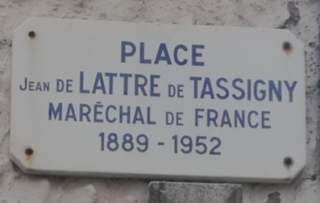 PLACE
JEAN DE LATTRE DE TASSIGNY
MARÉCHAL DE FRANCE
1889 - 1952